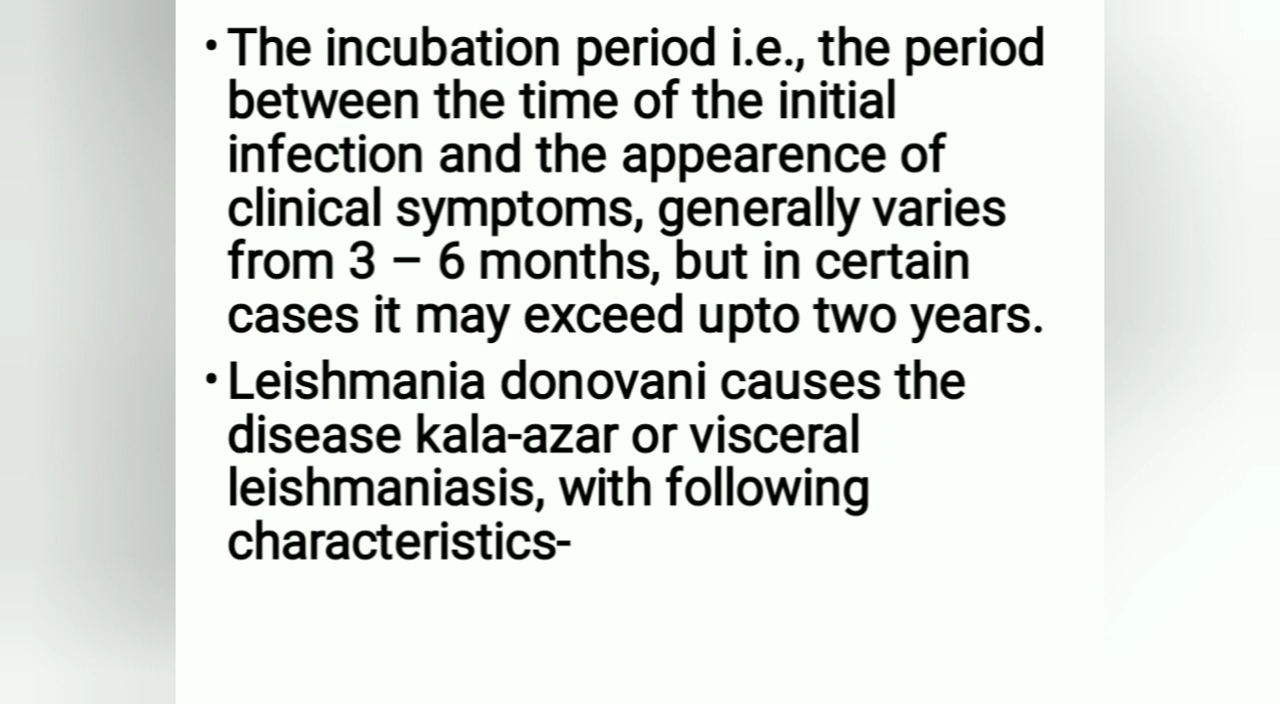 • The incubation period i.e., the period
between the time of the initial
infection and the appearence of
clinical symptoms, generally varies
from 3 – 6 months, but in certain
cases it may exceed upto two years.
• Leishmania donovani causes the
disease kala-azar or visceral
leishmaniasis, with following
characteristics-